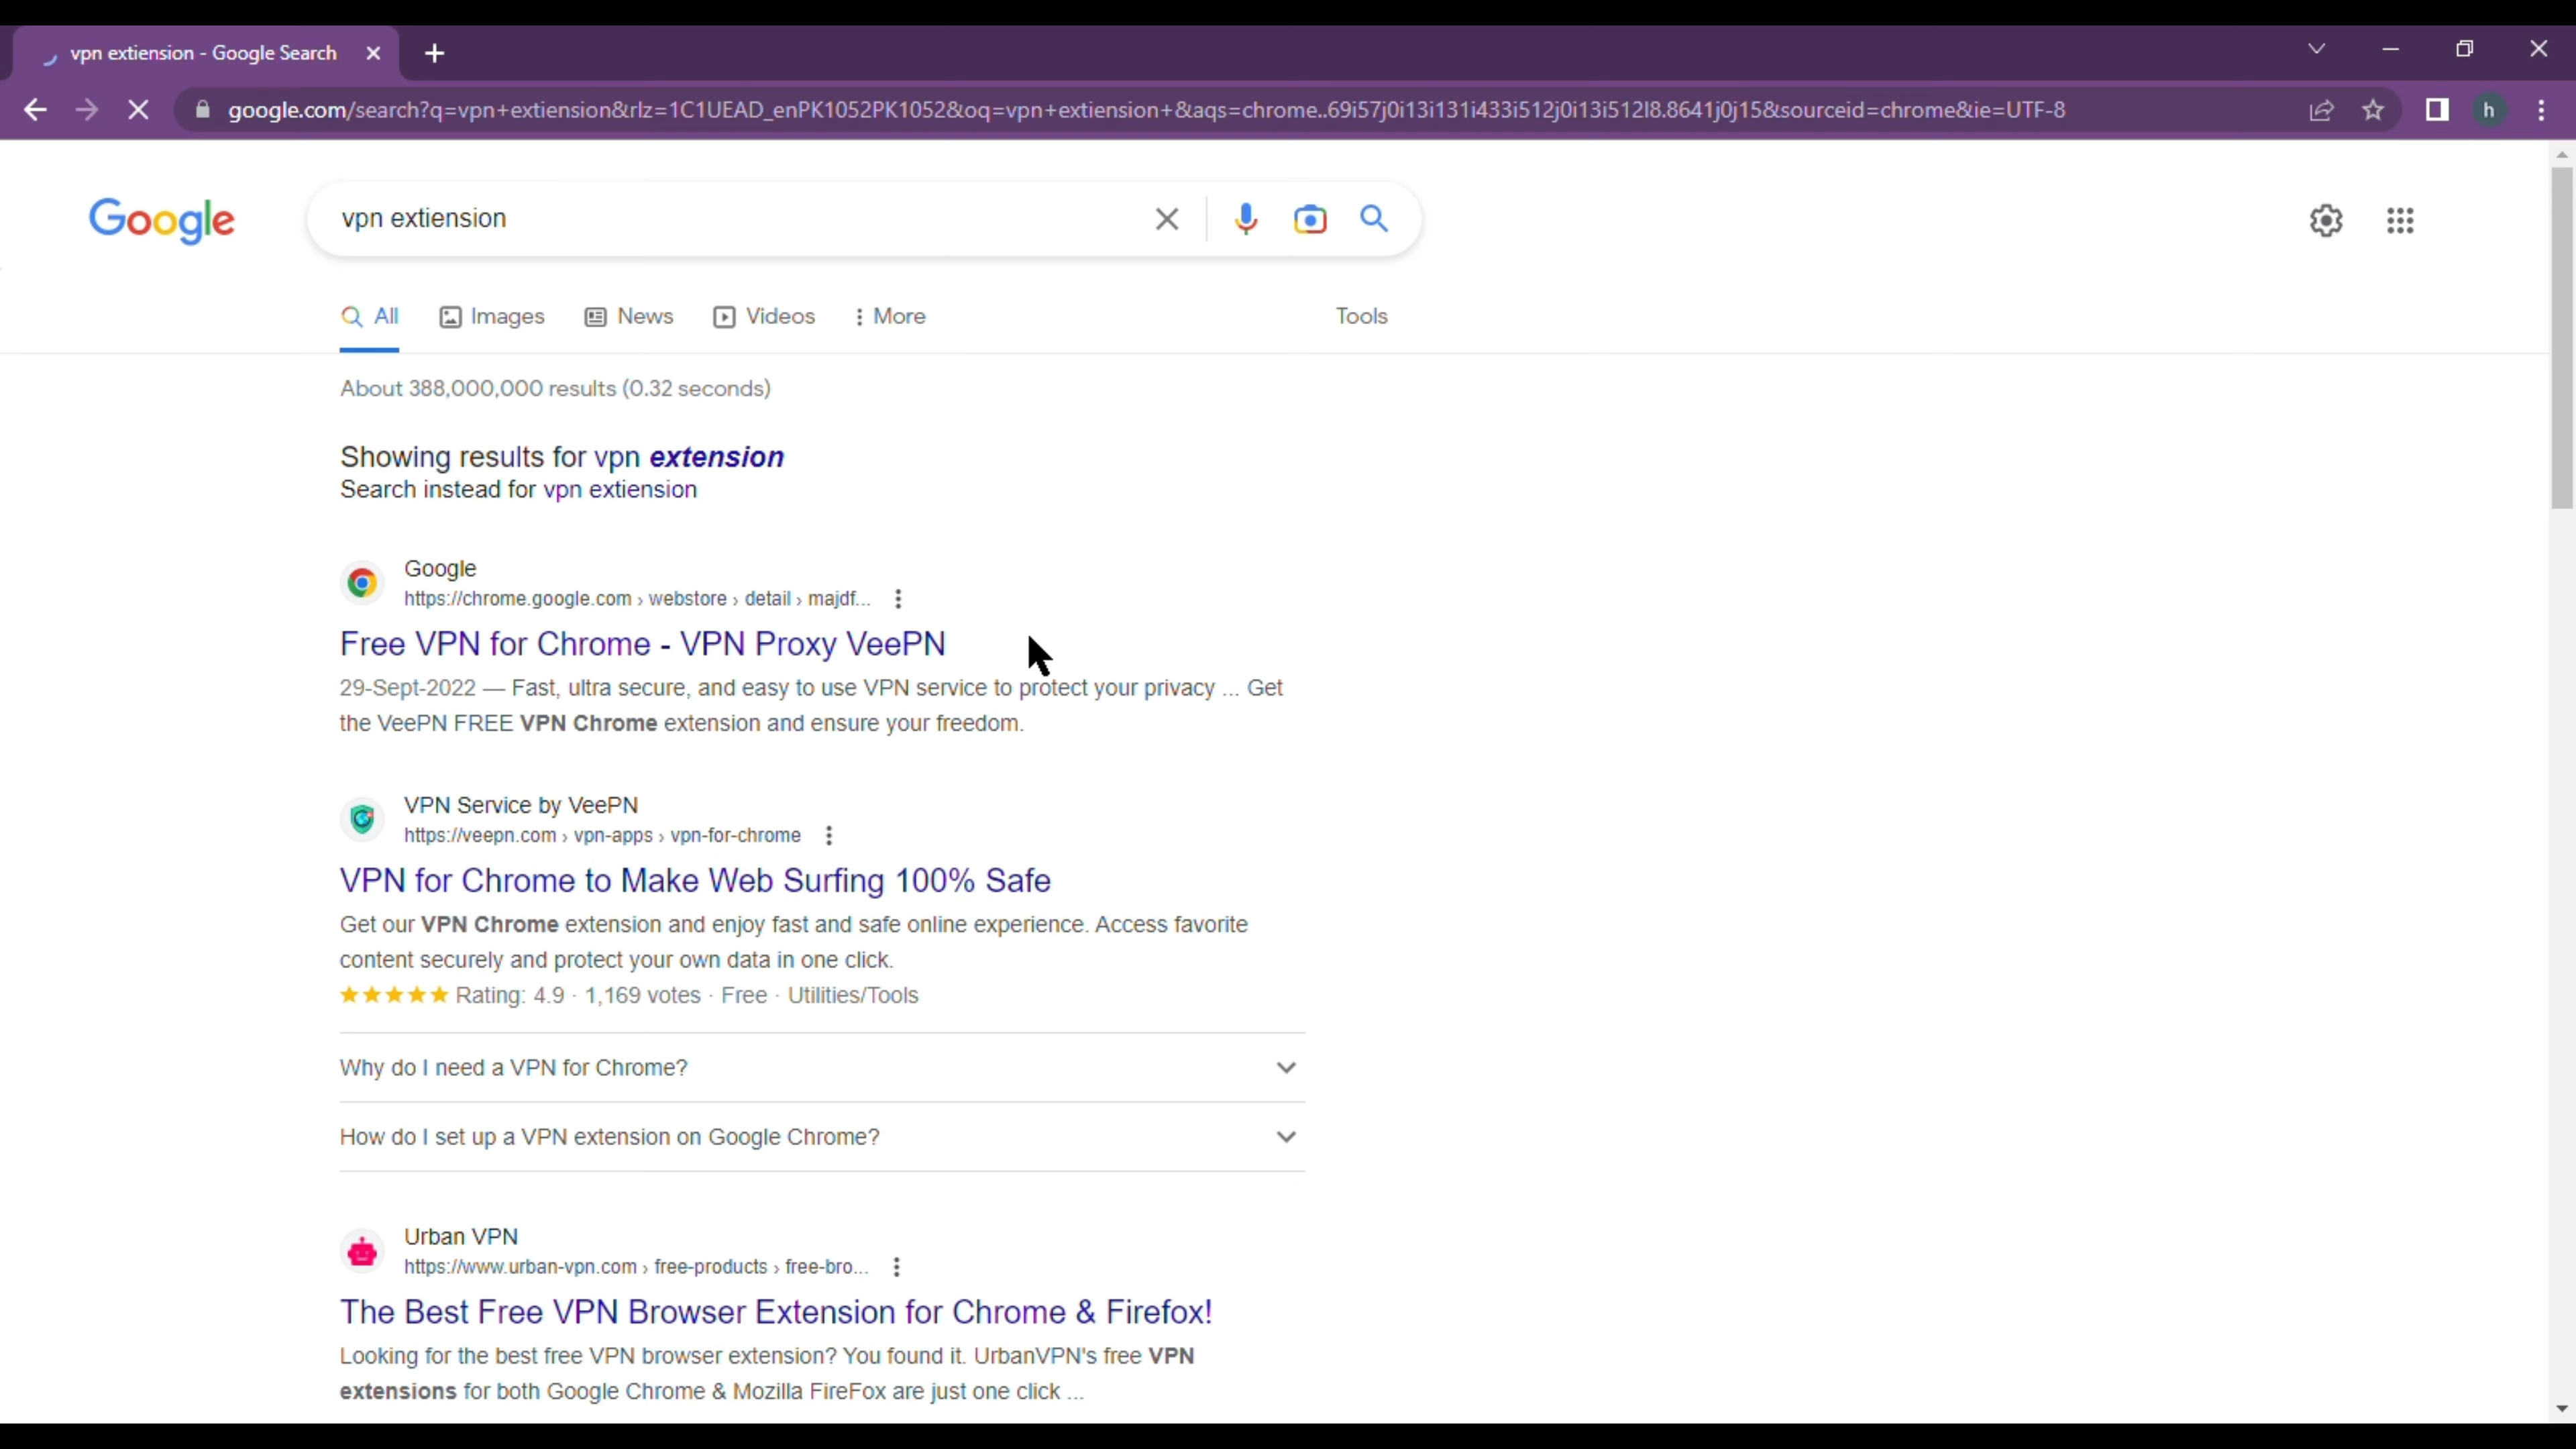 vpn extiension - Google Search
google.com/search?q=vpn+extiension&rlz=1C1UEAD_enPK1052PK1052&oq=vpn+extiension+&aqs=chrome..69i57j0i13i131i433i512j0i13i512l8.8641j0j15&sourceid=chrome&ie=UTF-8
h
Google
vpn extiension
All Images News Videos More Tools
About 388,000,000 results (0.32 seconds)
Showing results for vpn extension
Search instead for vpn extiension
Google
https://chrome.google.com › webstore › detail › majdf...
Free VPN for Chrome - VPN Proxy VeePN
29-Sept-2022 — Fast, ultra secure, and easy to use VPN service to protect your privacy ... Get
the VeePN FREE VPN Chrome extension and ensure your freedom.
VPN Service by VeePN
https://veepn.com › vpn-apps › vpn-for-chrome
VPN for Chrome to Make Web Surfing 100% Safe
Get our VPN Chrome extension and enjoy fast and safe online experience. Access favorite
content securely and protect your own data in one click.
Rating: 4.9 · 1,169 votes · Free · Utilities/Tools
Why do I need a VPN for Chrome?
How do I set up a VPN extension on Google Chrome?
Urban VPN
https://www.urban-vpn.com › free-products › free-bro...
The Best Free VPN Browser Extension for Chrome & Firefox!
Looking for the best free VPN browser extension? You found it. UrbanVPN's free VPN
extensions for both Google Chrome & Mozilla FireFox are just one click ...